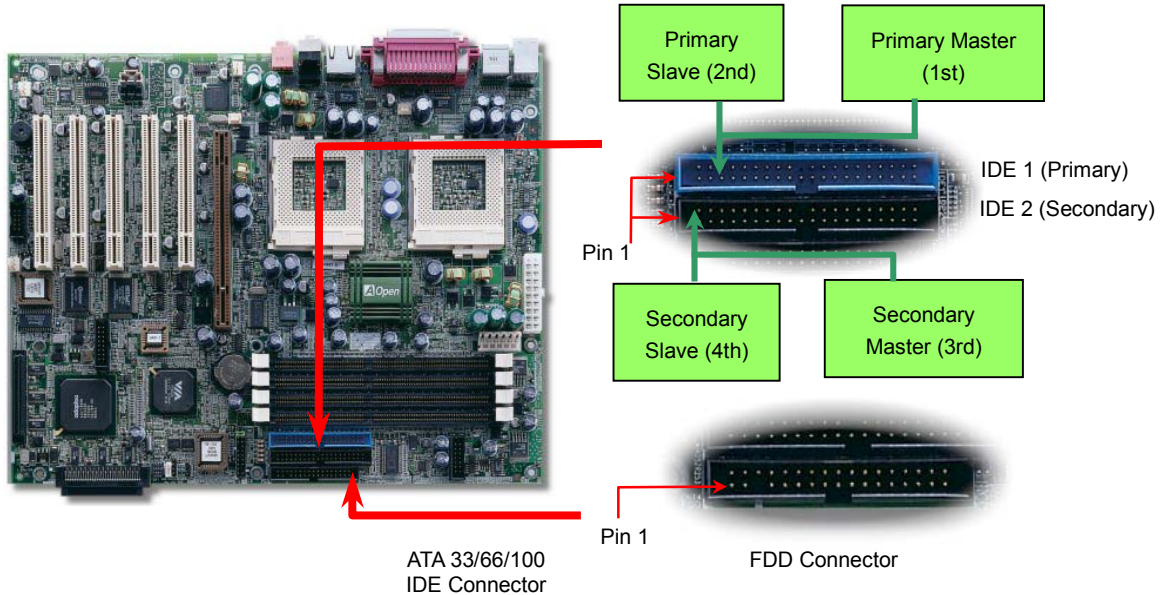 Primary
Slave (2nd)
Primary Master
(1st)
IDE 1 (Primary)
IDE 2 (Secondary)
Pin 1
Secondary
Slave (4th)
Secondary
Master (3rd)
AOpen
VIA
Pin 1
ATA 33/66/100
IDE Connector
FDD Connector